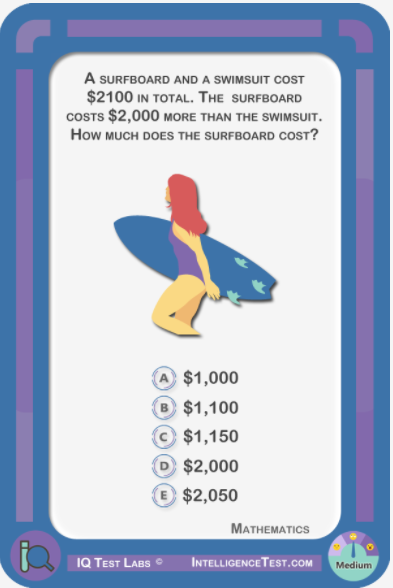 A SURFBOARD AND A SWIMSUIT COST
$2100 IN TOTAL. THE SURFBOARD
COSTS $2,000 MORE THAN THE SWIMSUIT.
HOW MUCH DOES THE SURFBOARD COST?
A $1,000
B $1,100
C $1,150
D $2,000
E $2,050
MATHEMATICS
iQ IQ TEST LABS © INTELLIGENCETEST.COM Medium